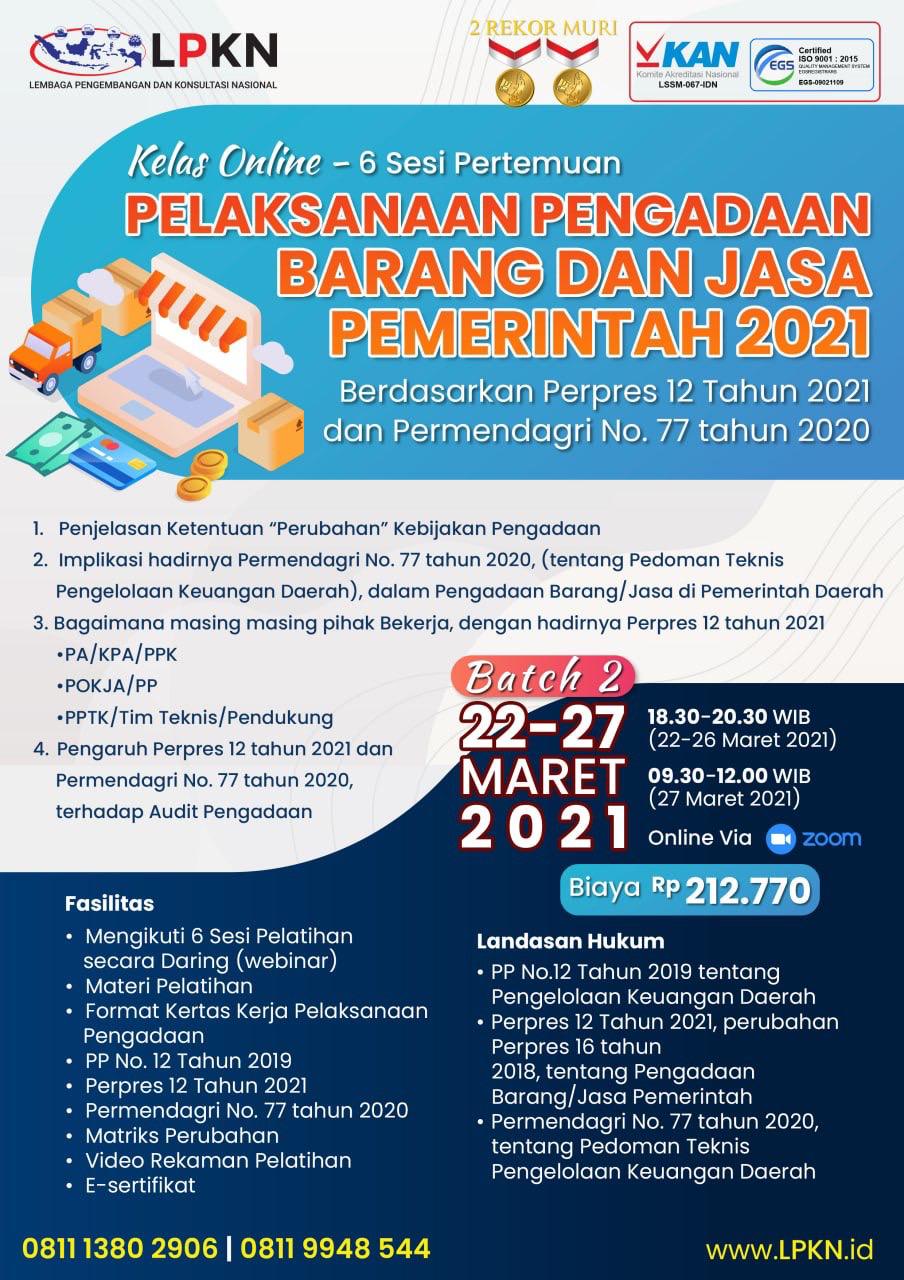 LPKN
LEMBAGA PENGEMBANGAN DAN KONSULTASI NASIONAL
2 REKOR MURI
KAN
Komite Akreditasi Nasional
LSSM-067-IDN
EGS
Certified
ISO 9001 : 2015
QUALITY MANAGEMENT SYSTEM
EGSREGISTRANS
EGS-09021109
Kelas Online – 6 Sesi Pertemuan
PELAKSANAAN PENGADAAN
BARANG DAN JASA
PEMERINTAH 2021
Berdasarkan Perpres 12 Tahun 2021
dan Permendagri No. 77 tahun 2020
1. Penjelasan Ketentuan “Perubahan” Kebijakan Pengadaan
2. Implikasi hadirnya Permendagri No. 77 tahun 2020, (tentang Pedoman Teknis
Pengelolaan Keuangan Daerah), dalam Pengadaan Barang/Jasa di Pemerintah Daerah
3. Bagaimana masing masing pihak Bekerja, dengan hadirnya Perpres 12 tahun 2021
•PA/KPA/PPK
•POKJA/PP
•PPTK/Tim Teknis/Pendukung
4. Pengaruh Perpres 12 tahun 2021 dan
Permendagri No. 77 tahun 2020,
terhadap Audit Pengadaan
Batch 2
22-27
MARET
2021
18.30-20.30 WIB
(22-26 Maret 2021)
09.30-12.00 WIB
(27 Maret 2021)
Online Via zoom
Biaya Rp 212.770
Fasilitas
• Mengikuti 6 Sesi Pelatihan
secara Daring (webinar)
• Materi Pelatihan
• Format Kertas Kerja Pelaksanaan
Pengadaan
• PP No. 12 Tahun 2019
• Perpres 12 Tahun 2021
• Permendagri No. 77 tahun 2020
• Matriks Perubahan
• Video Rekaman Pelatihan
• E-sertifikat
Landasan Hukum
• PP No.12 Tahun 2019 tentang
Pengelolaan Keuangan Daerah
• Perpres 12 Tahun 2021, perubahan
Perpres 16 tahun
2018, tentang Pengadaan
Barang/Jasa Pemerintah
• Permendagri No. 77 tahun 2020,
tentang Pedoman Teknis
Pengelolaan Keuangan Daerah
0811 1380 2906 | 0811 9948 544
www.LPKN.id